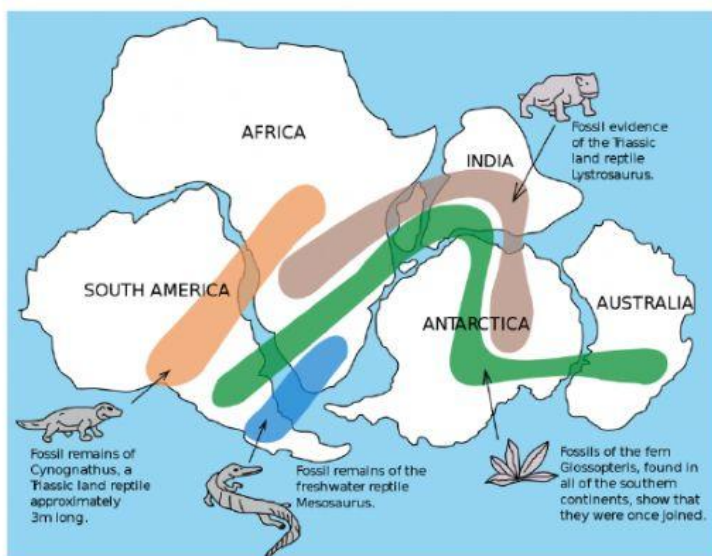 AFRICA
INDIA
Fossil evidence
of the Triassic
land reptile
Lystrosaurus.
SOUTH AMERICA
ANTARCTICA
AUSTRALIA
Fossil remains of
Cynognathus, a
Triassic land reptile
approximately
3m long.
Fossil remains of the
freshwater reptile
Mesosaurus.
Fossils of the fern
Glossopteris, found in
all of the southern
continents, show that
they were once joined.